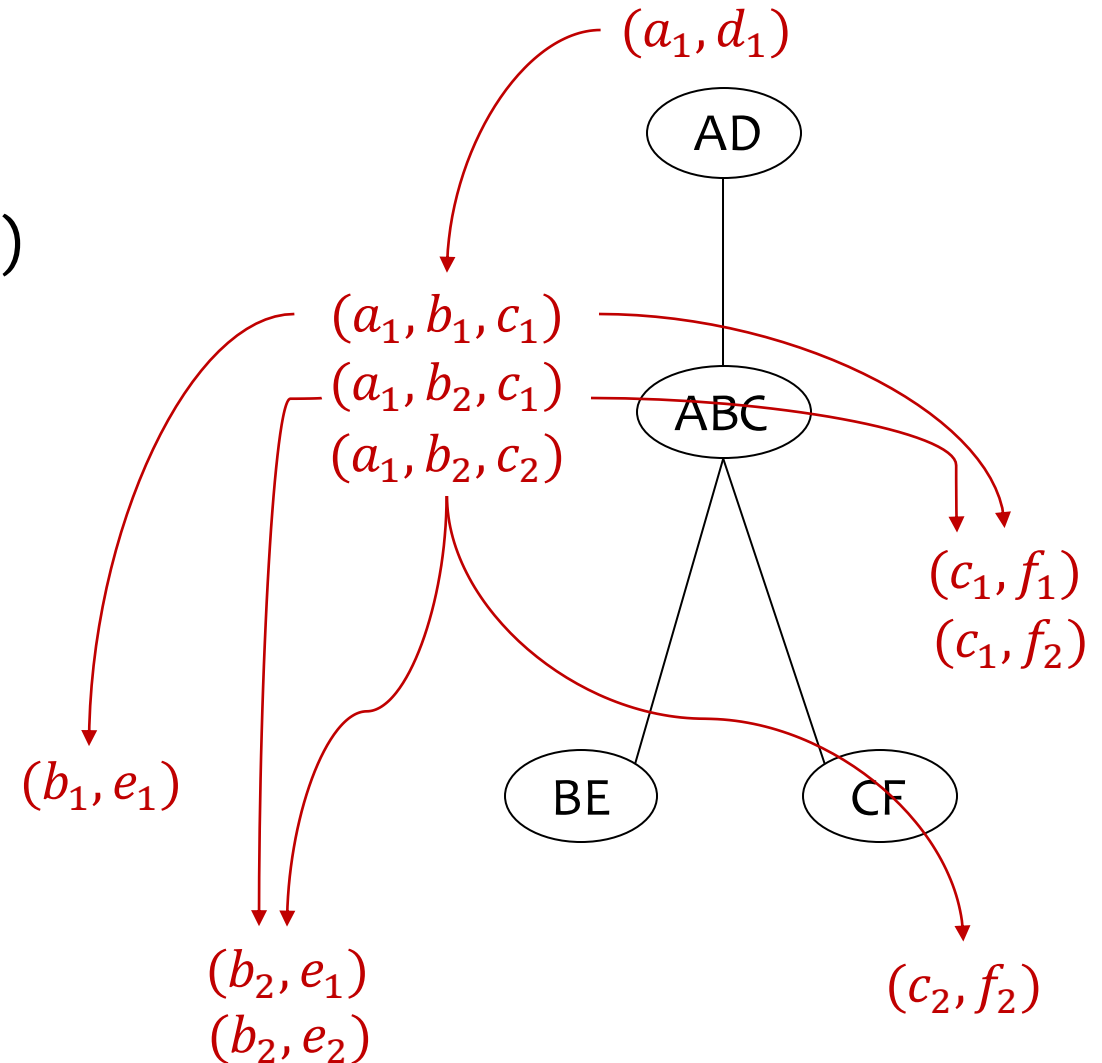 (a₁, d₁)
AD
)
(a₁, b₁, c₁)
(a₁, b₂, c₁)
ABC
(a₁, b₂, c₂)
(c₁, f₁)
(c₁, f₂)
(b₁, e₁)
BE
CF
(b₂, e₁)
(c₂, f₂)
(b₂, e₂)